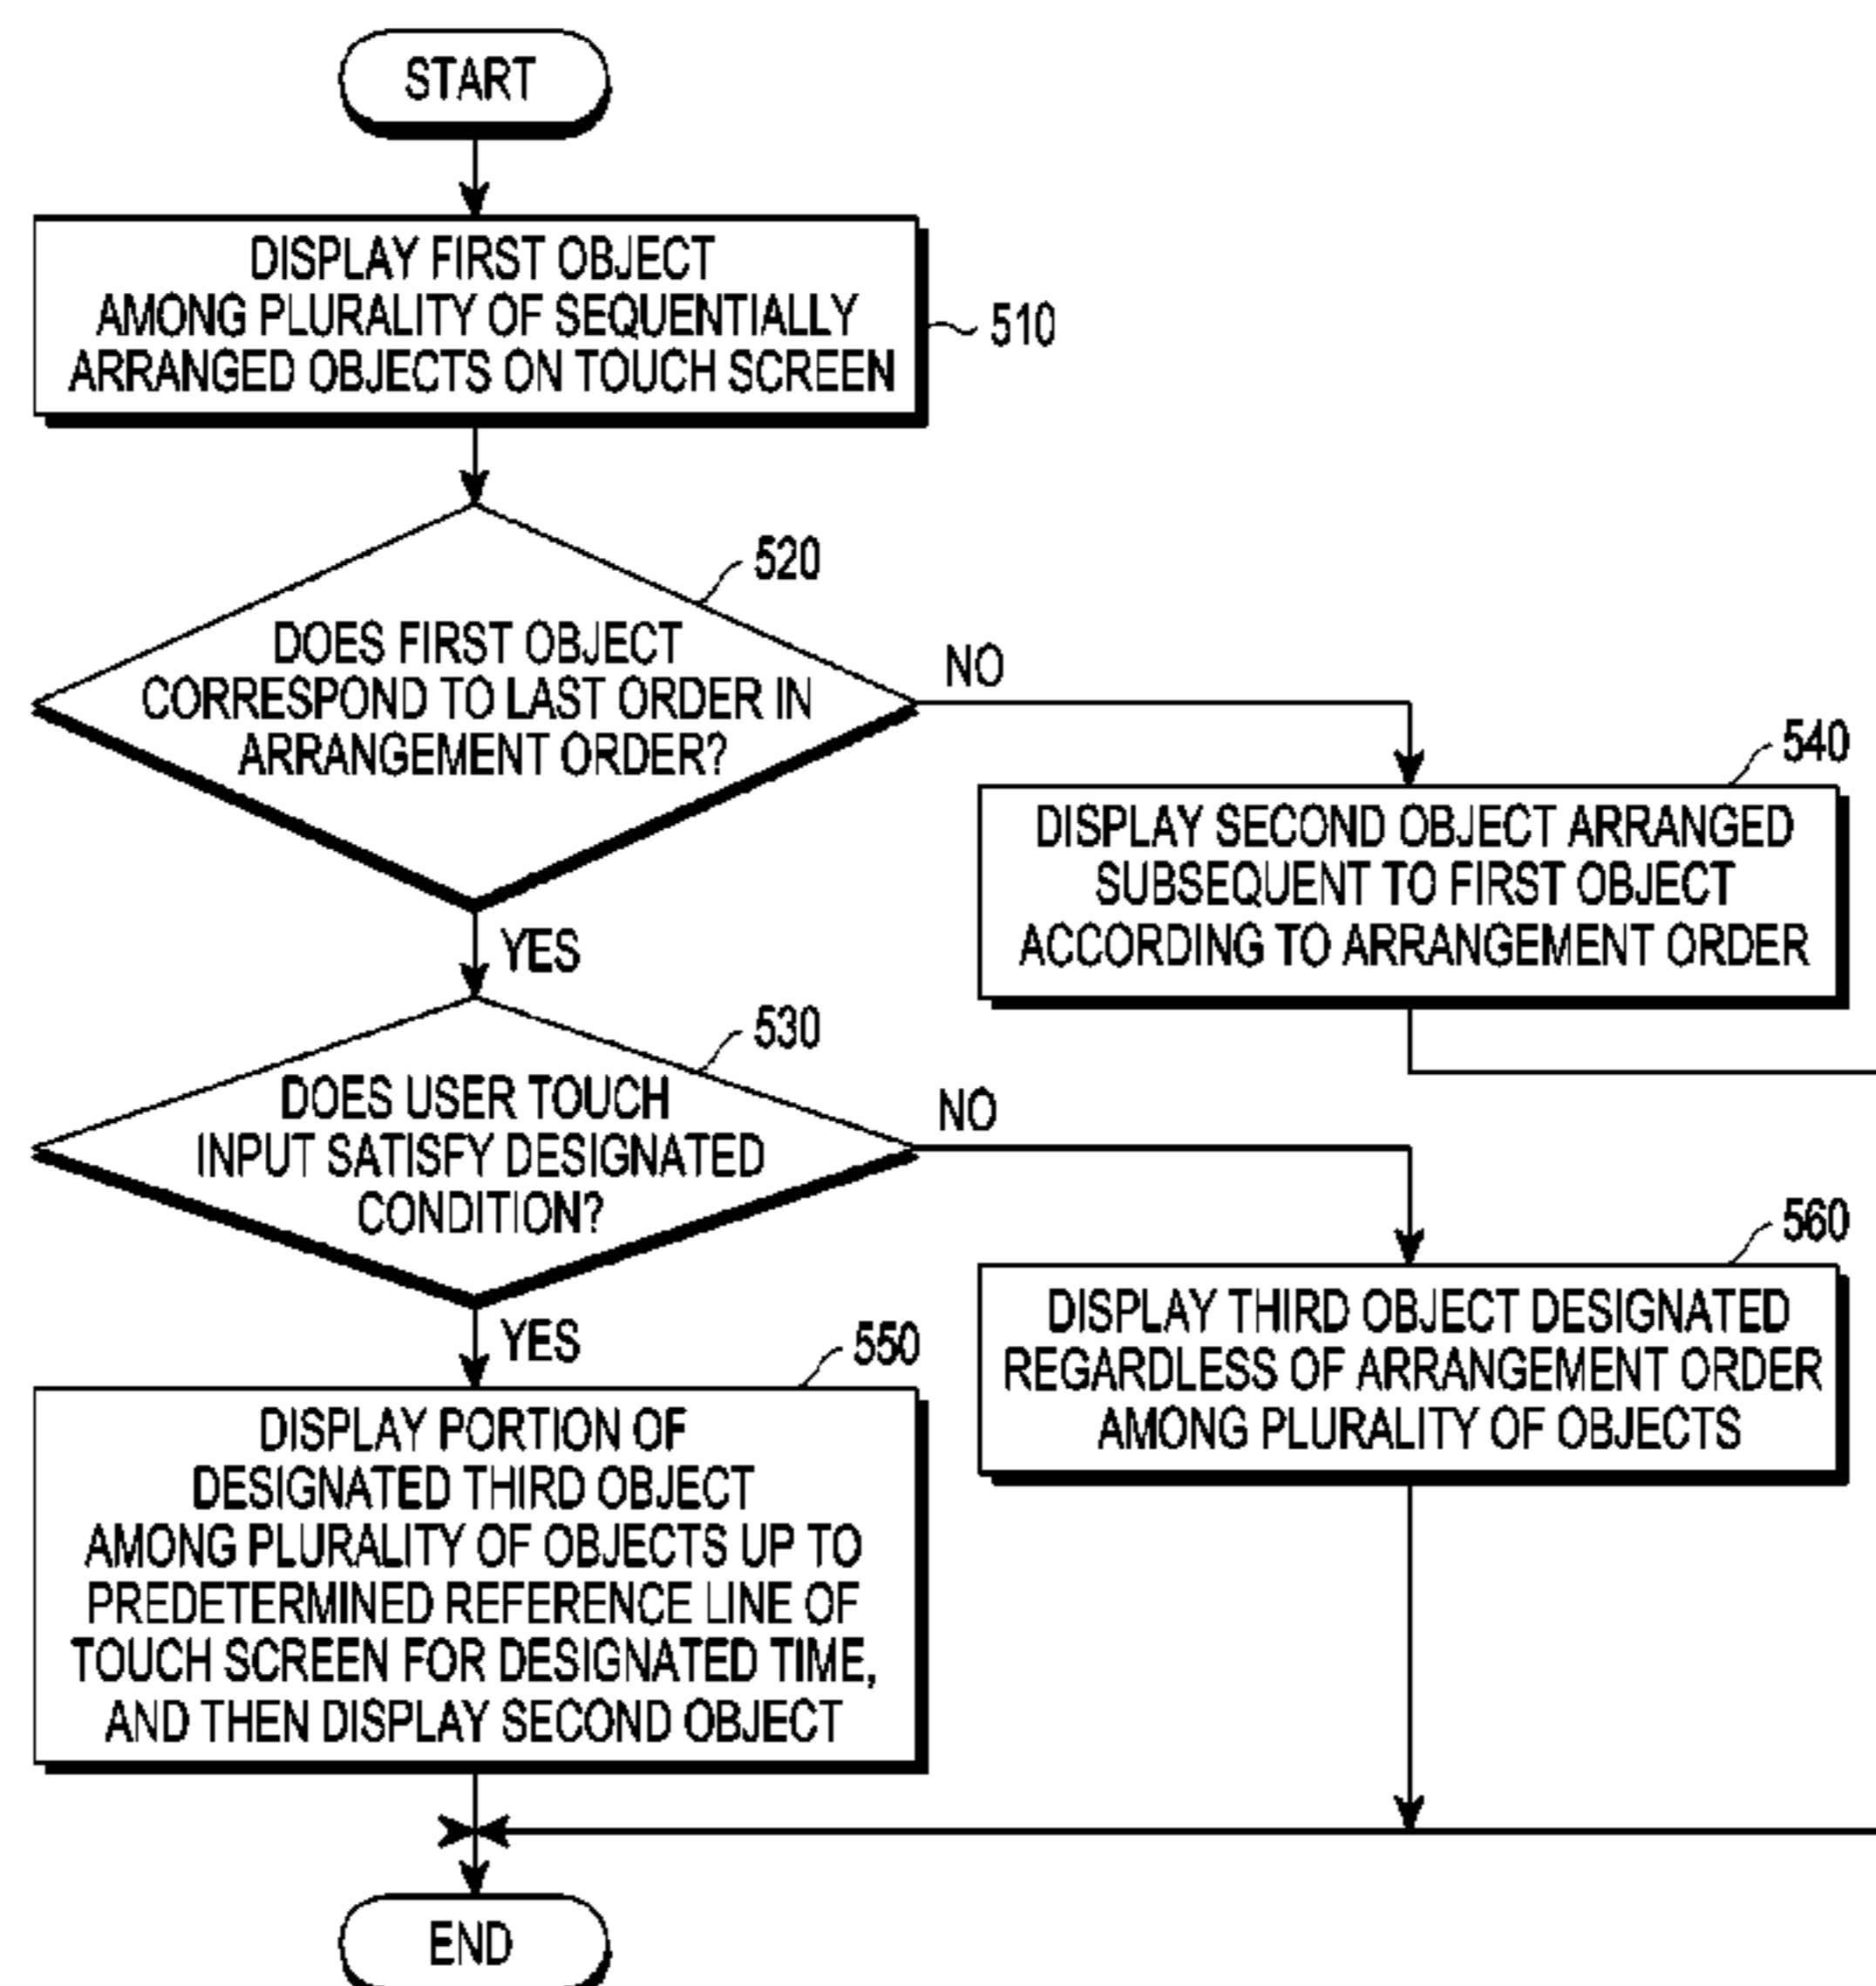 START
DISPLAY FIRST OBJECT
AMONG PLURALITY OF SEQUENTIALLY
ARRANGED OBJECTS ON TOUCH SCREEN
510
520
DOES FIRST OBJECT
CORRESPOND TO LAST ORDER IN
ARRANGEMENT ORDER?
NO
540
DISPLAY SECOND OBJECT ARRANGED
SUBSEQUENT TO FIRST OBJECT
ACCORDING TO ARRANGEMENT ORDER
YES
530
DOES USER TOUCH
INPUT SATISFY DESIGNATED
CONDITION?
NO
560
DISPLAY THIRD OBJECT DESIGNATED
REGARDLESS OF ARRANGEMENT ORDER
AMONG PLURALITY OF OBJECTS
YES
550
DISPLAY PORTION OF
DESIGNATED THIRD OBJECT
AMONG PLURALITY OF OBJECTS UP TO
PREDETERMINED REFERENCE LINE OF
TOUCH SCREEN FOR DESIGNATED TIME,
AND THEN DISPLAY SECOND OBJECT
END